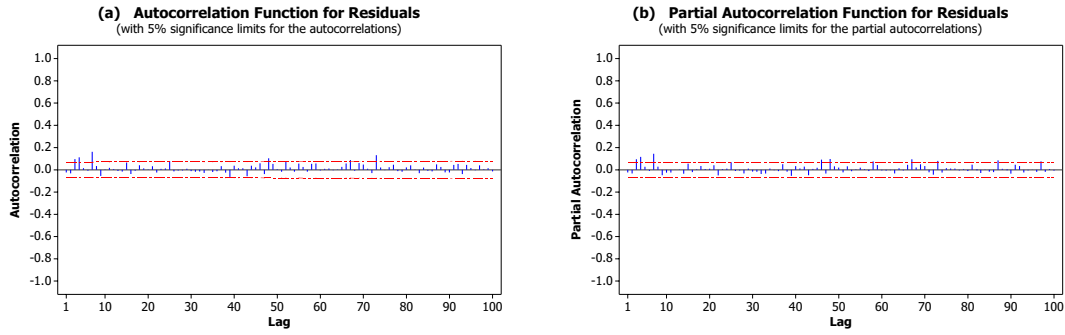 (a) Autocorrelation Function for Residuals
(with 5% significance limits for the autocorrelations)
Autocorrelation
1.0
0.8
0.6
0.4
0.2
0.0
-0.2
-0.4
-0.6
-0.8
-1.0
1 10 20 30 40 50 60 70 80 90 100
Lag
(b) Partial Autocorrelation Function for Residuals
(with 5% significance limits for the partial autocorrelations)
Partial Autocorrelation
1.0
0.8
0.6
0.4
0.2
0.0
-0.2
-0.4
-0.6
-0.8
-1.0
1 10 20 30 40 50 60 70 80 90 100
Lag